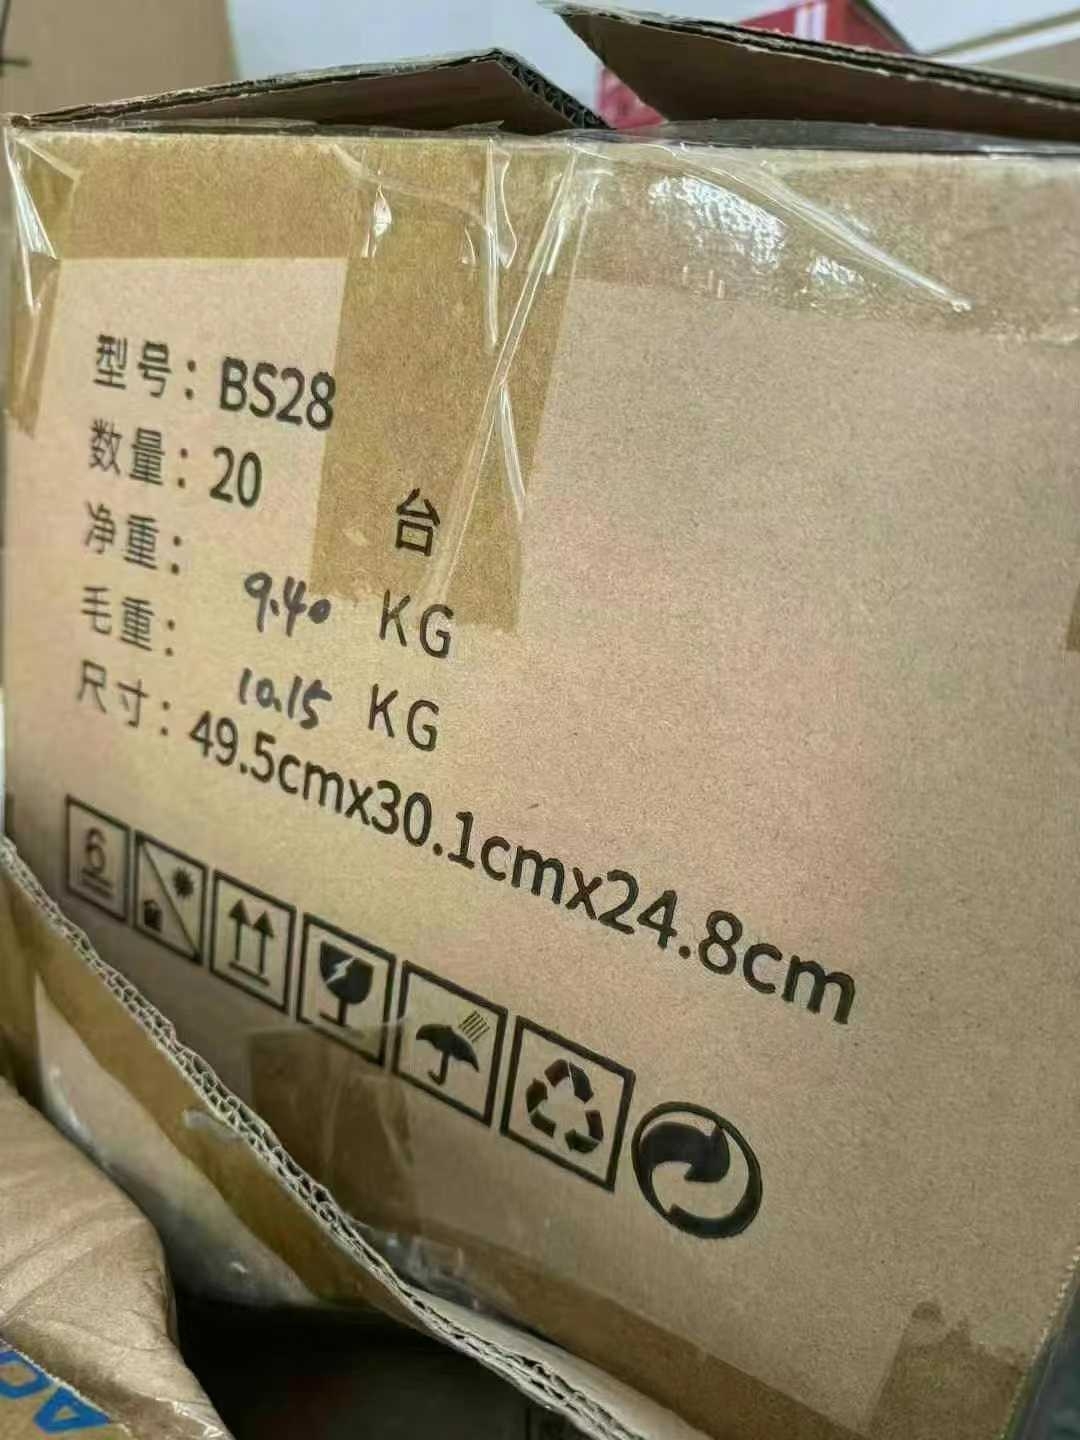 型号：BS28
数量：20 台
净重： 9.40 KG
毛重： 10.15 KG
尺寸：49.5cmx30.1cmx24.8cm
6